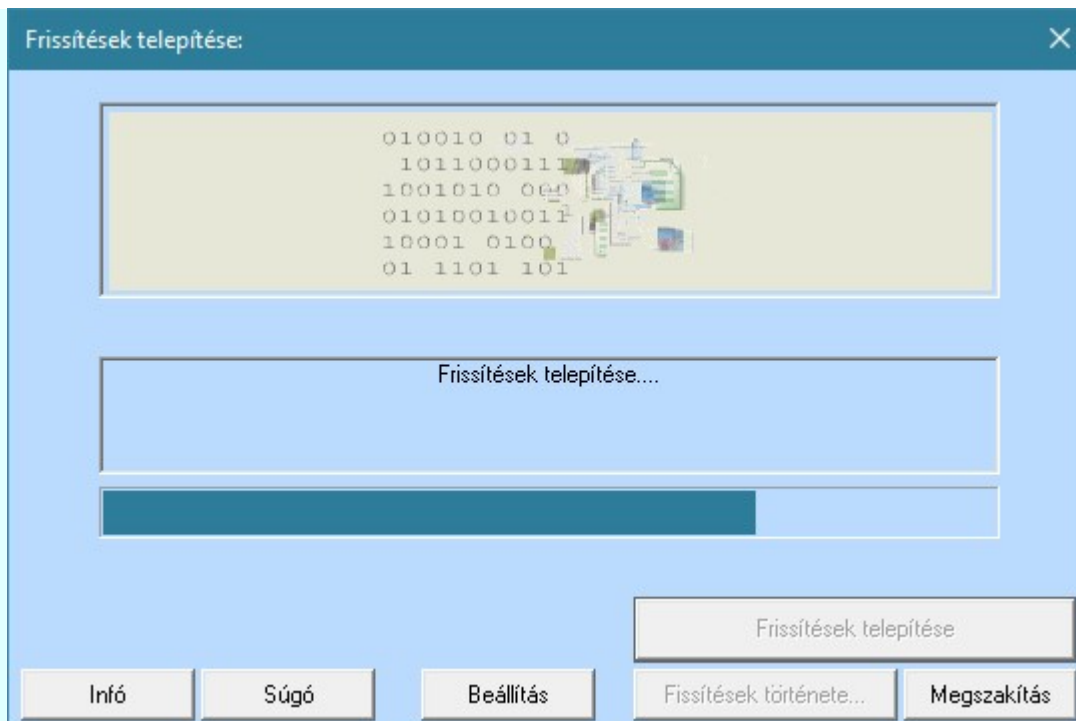 Frissítések telepítése:
010010 01 0
1011000111
1001010 000
01010010011
10001 0100
01 1101 101
Frissítések telepítése....
Frissítések telepítése
Infó
Súgó
Beállítás
Fissítések története...
Megszakítás